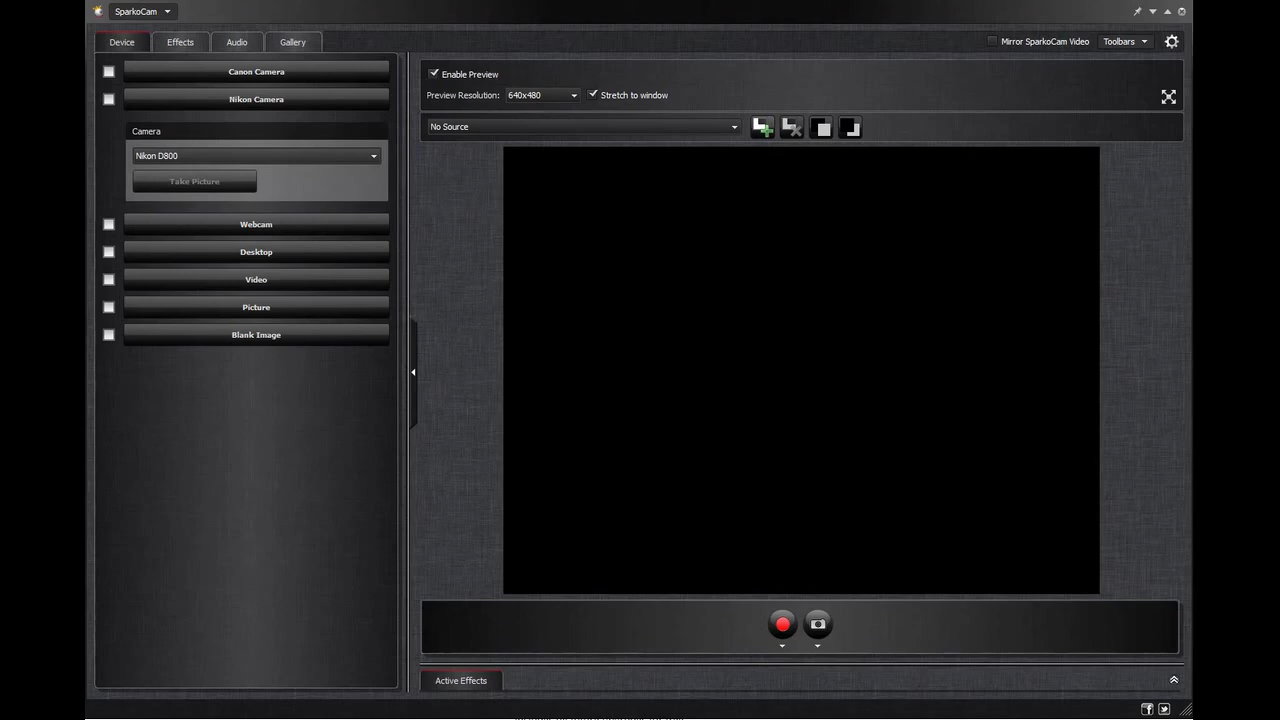 SparkoCam
Device
Effects
Audio
Gallery
Mirror SparkoCam Video
Toolbars
Canon Camera
Nikon Camera
Camera
Nikon D800
Take Picture
Webcam
Desktop
Video
Picture
Blank Image
Enable Preview
Preview Resolution: 640x480
Stretch to window
No Source
Active Effects